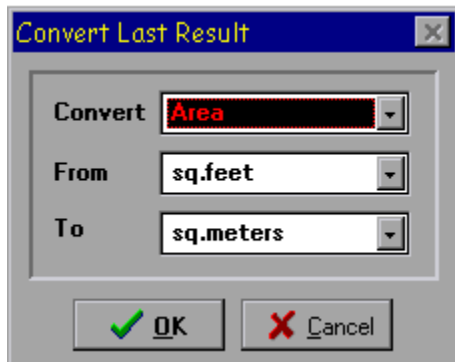 Convert Last Result
Convert Area
From sq.feet
To sq.meters
OK Cancel